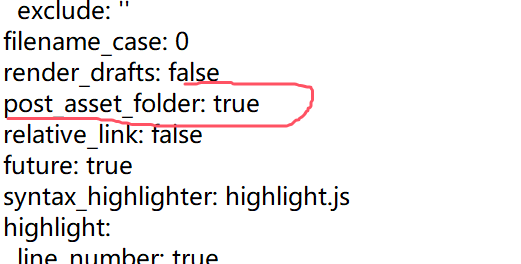 exclude: ''
filename_case: 0
render_drafts: false
post_asset_folder: true
relative_link: false
future: true
syntax_highlighter: highlight.js
highlight:
line_number: true